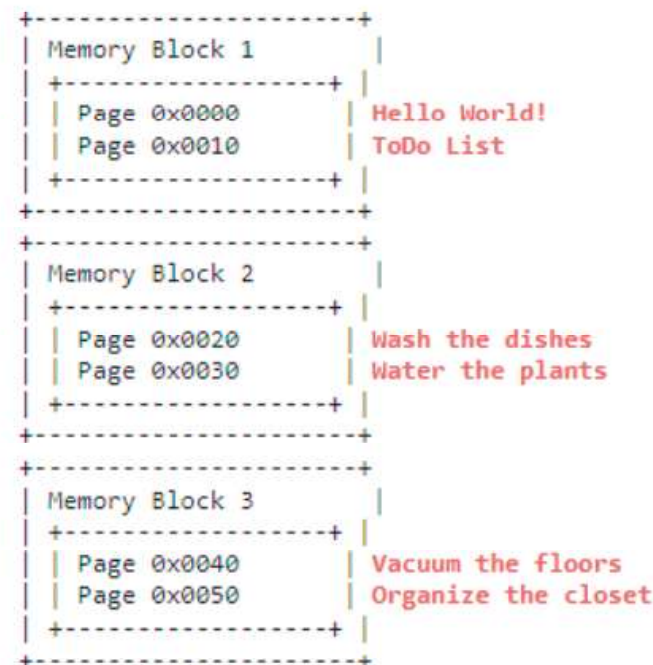 +-----------------------+
| Memory Block 1        |
| +-------------------+ |
| | Page 0x0000       | Hello World!
| | Page 0x0010       | ToDo List
| +-------------------+ |
+-----------------------+
+-----------------------+
| Memory Block 2        |
| +-------------------+ |
| | Page 0x0020       | Wash the dishes
| | Page 0x0030       | Water the plants
| +-------------------+ |
+-----------------------+
+-----------------------+
| Memory Block 3        |
| +-------------------+ |
| | Page 0x0040       | Vacuum the floors
| | Page 0x0050       | Organize the closet
| +-------------------+ |
+-----------------------+